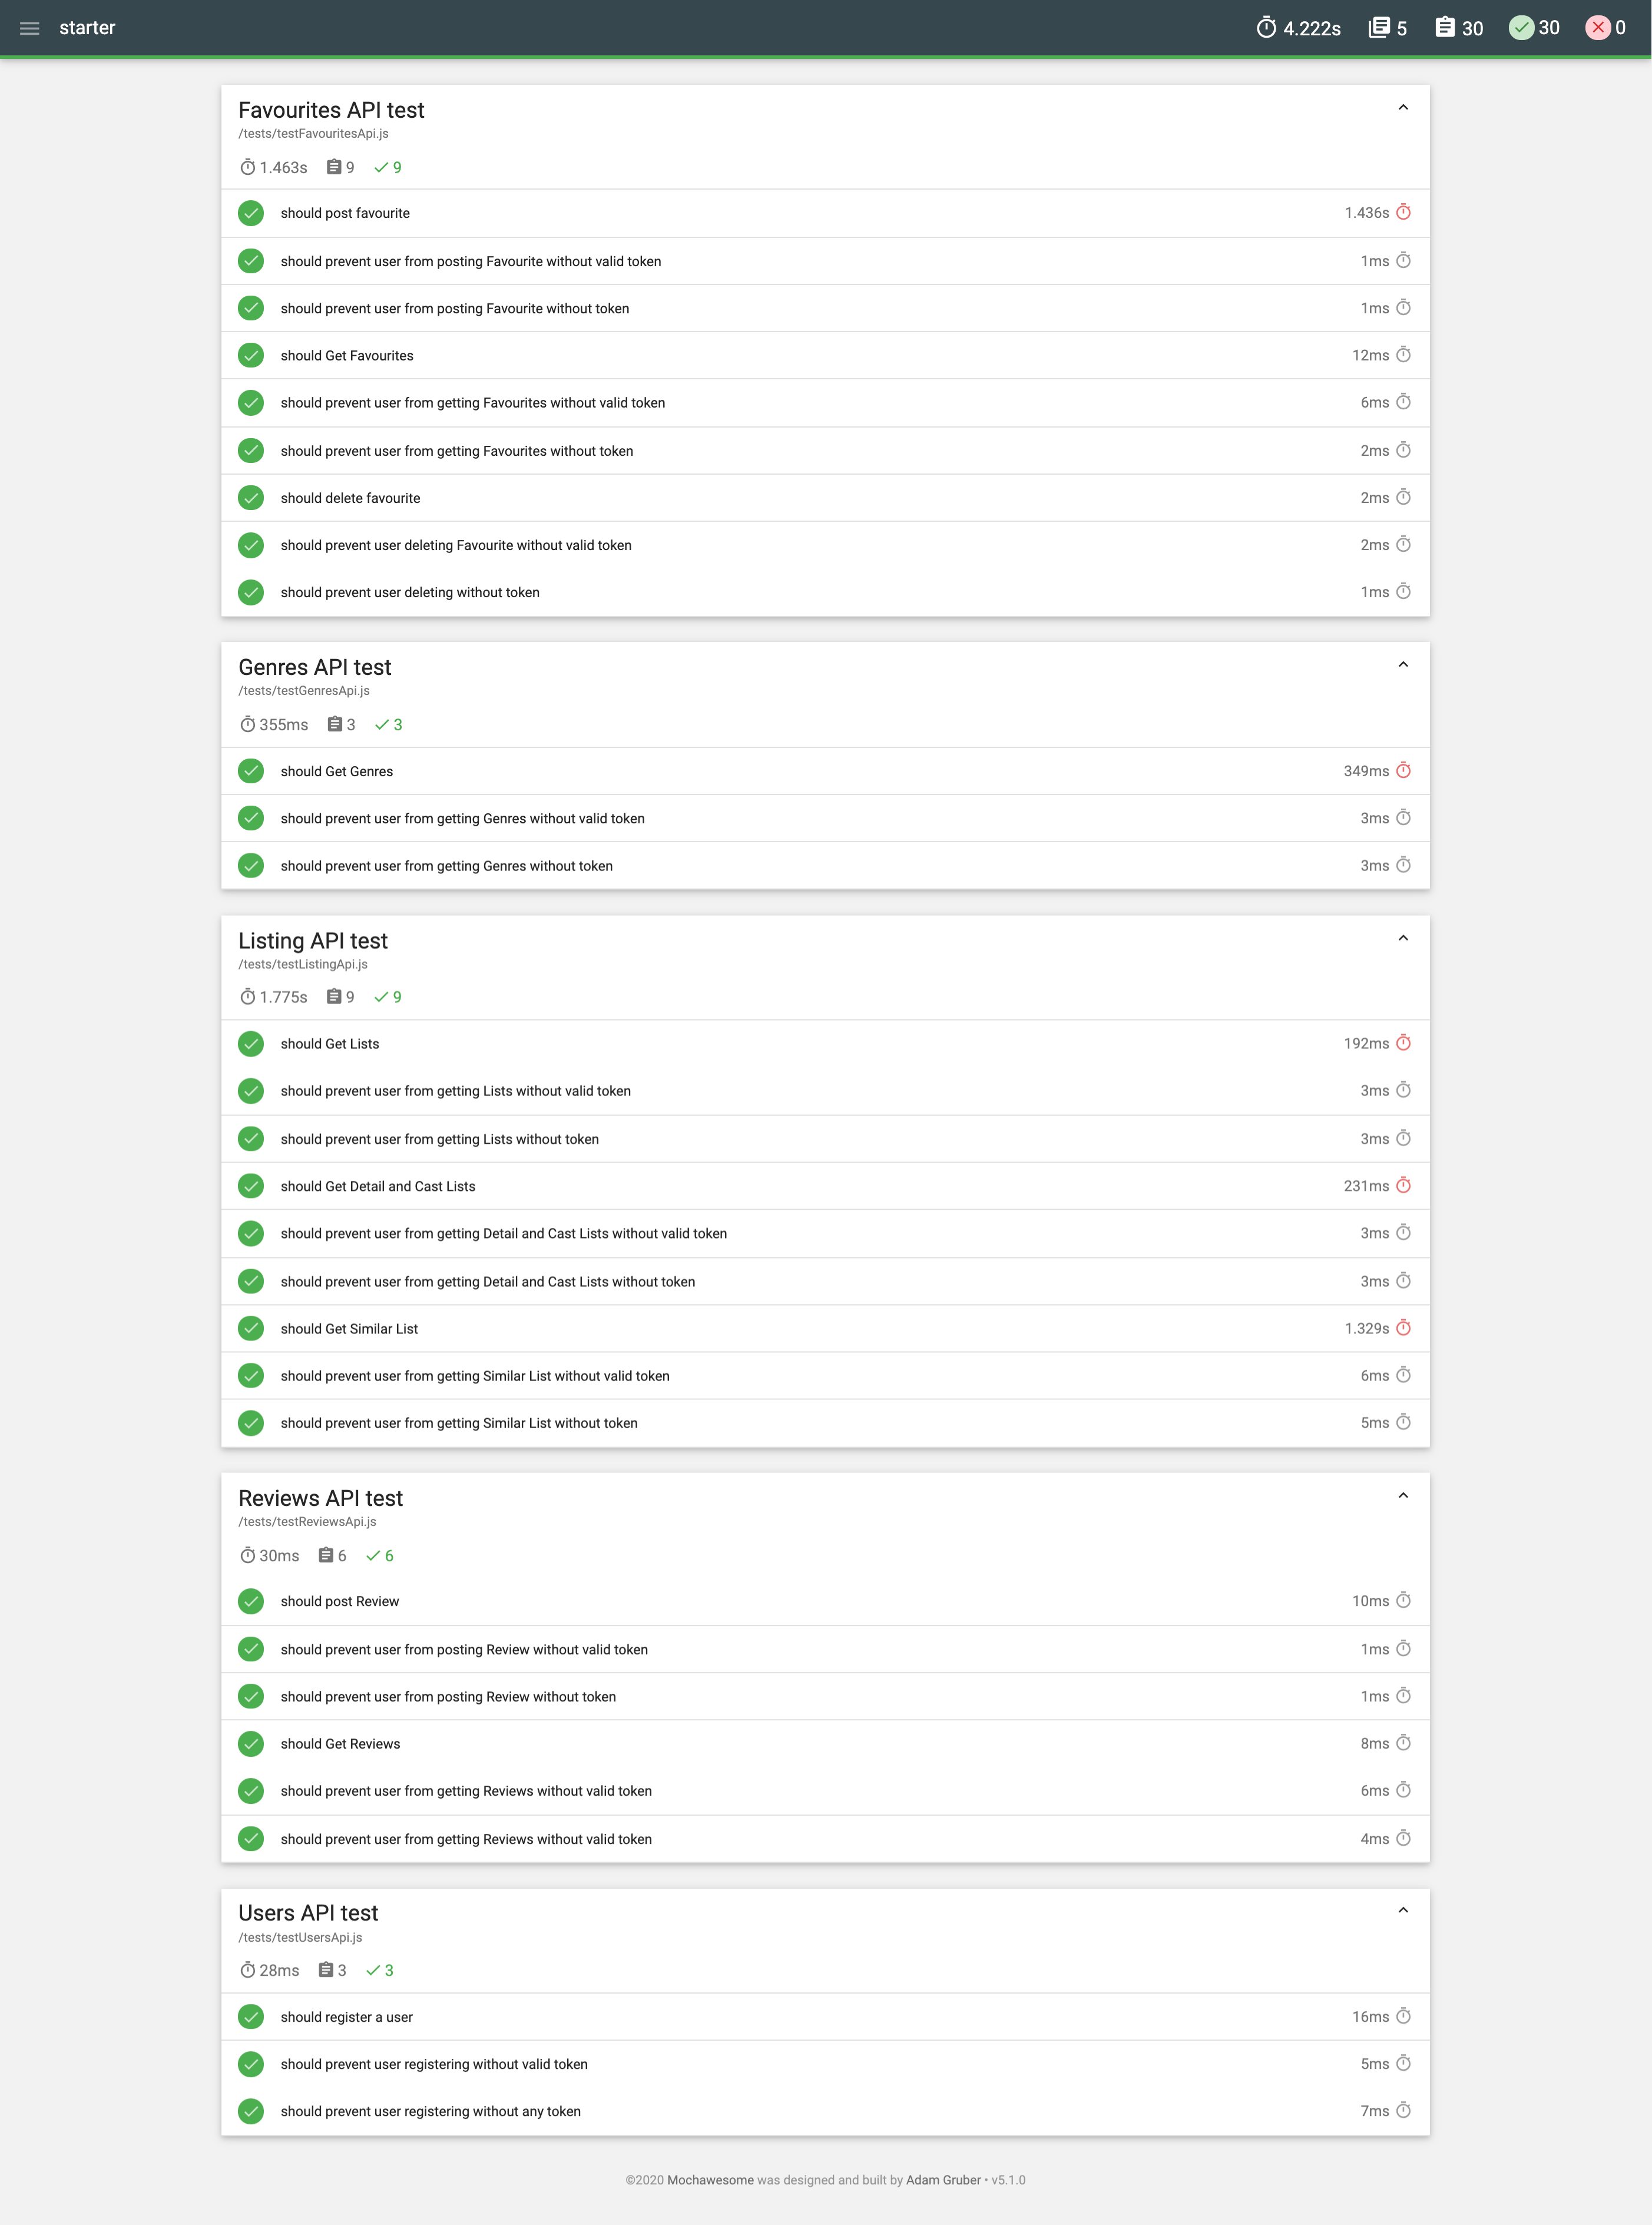 starter 4.222s 5 30 30 0
Favourites API test
/tests/testFavouritesApi.js
1.463s 9 9
should post favourite 1.436s
should prevent user from posting Favourite without valid token 1ms
should prevent user from posting Favourite without token 1ms
should Get Favourites 12ms
should prevent user from getting Favourites without valid token 6ms
should prevent user from getting Favourites without token 2ms
should delete favourite 2ms
should prevent user deleting Favourite without valid token 2ms
should prevent user deleting without token 1ms
Genres API test
/tests/testGenresApi.js
355ms 3 3
should Get Genres 349ms
should prevent user from getting Genres without valid token 3ms
should prevent user from getting Genres without token 3ms
Listing API test
/tests/testListingApi.js
1.775s 9 9
should Get Lists 192ms
should prevent user from getting Lists without valid token 3ms
should prevent user from getting Lists without token 3ms
should Get Detail and Cast Lists 231ms
should prevent user from getting Detail and Cast Lists without valid token 3ms
should prevent user from getting Detail and Cast Lists without token 3ms
should Get Similar List 1.329s
should prevent user from getting Similar List without valid token 6ms
should prevent user from getting Similar List without token 5ms
Reviews API test
/tests/testReviewsApi.js
30ms 6 6
should post Review 10ms
should prevent user from posting Review without valid token 1ms
should prevent user from posting Review without token 1ms
should Get Reviews 8ms
should prevent user from getting Reviews without valid token 6ms
should prevent user from getting Reviews without valid token 4ms
Users API test
/tests/testUsersApi.js
28ms 3 3
should register a user 16ms
should prevent user registering without valid token 5ms
should prevent user registering without any token 7ms
©2020 Mochawesome was designed and built by Adam Gruber • v5.1.0